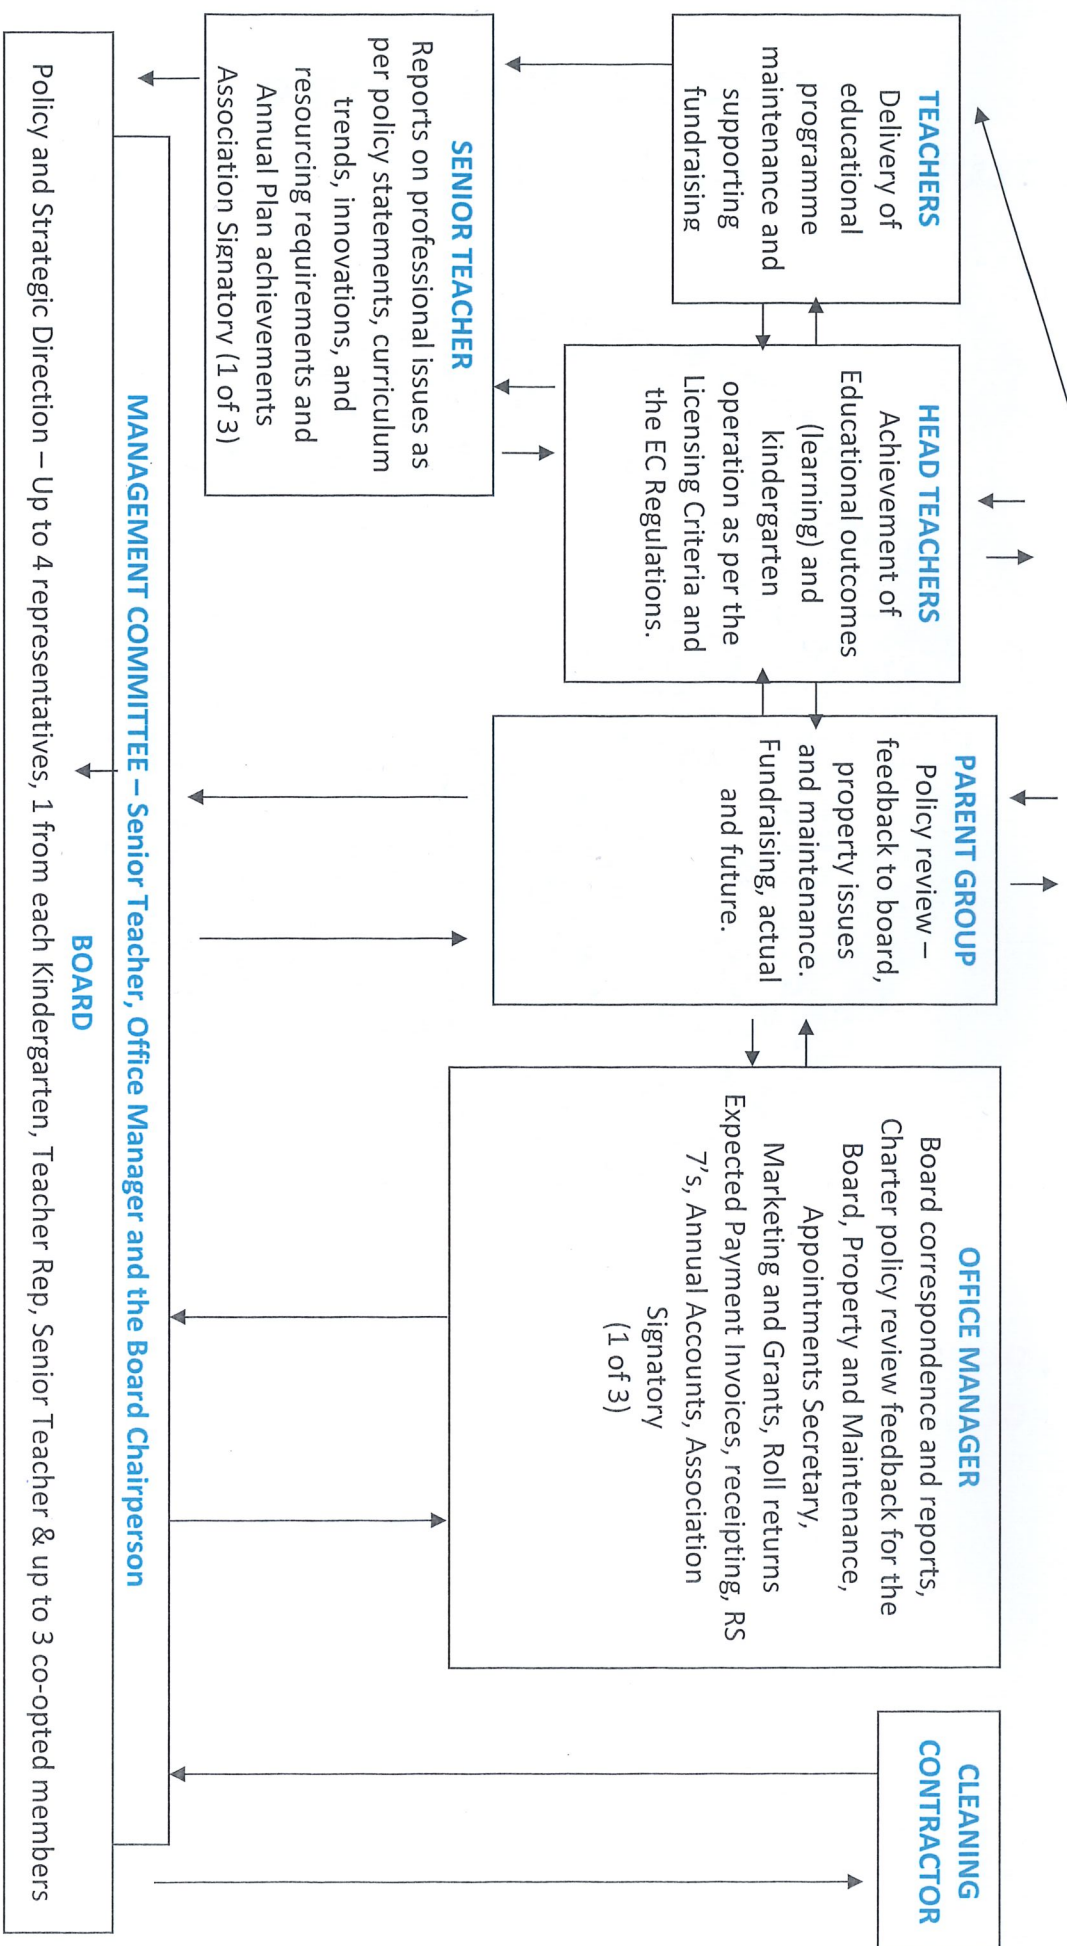 TEACHERS
Delivery of
educational
programme
maintenance and
supporting
fundraising
HEAD TEACHERS
Achievement of
Educational outcomes
(learning) and
kindergarten
operation as per the
Licensing Criteria and
the EC Regulations.
PARENT GROUP
Policy review –
feedback to board,
property issues
and maintenance.
Fundraising, actual
and future.
OFFICE MANAGER
Board correspondence and reports,
Charter policy review feedback for the
Board, Property and Maintenance,
Appointments Secretary,
Marketing and Grants, Roll returns
Expected Payment Invoices, receipting, RS
7's, Annual Accounts, Association
Signatory
(1 of 3)
CLEANING
CONTRACTOR
SENIOR TEACHER
Reports on professional issues as
per policy statements, curriculum
trends, innovations, and
resourcing requirements and
Annual Plan achievements
Association Signatory (1 of 3)
MANAGEMENT COMMITTEE – Senior Teacher, Office Manager and the Board Chairperson
BOARD
Policy and Strategic Direction – Up to 4 representatives, 1 from each Kindergarten, Teacher Rep, Senior Teacher & up to 3 co-opted members